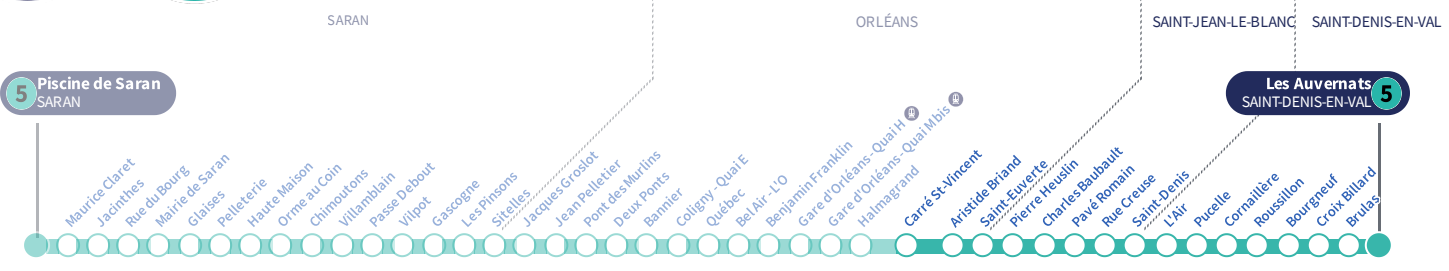 SARAN
ORLÉANS
SAINT-JEAN-LE-BLANC
SAINT-DENIS-EN-VAL
5
Piscine de Saran
SARAN
Les Auvernats
SAINT-DENIS-EN-VAL
5
Maurice Claret
Jacinthes
Rue du Bourg
Mairie de Saran
Glaises
Pelleterie
Haute Maison
Orme au Coin
Chimoutons
Villamblain
Passe Debout
Vilpot
Gascogne
Les Pinsons
Sitelles
Jacques Groslot
Jean Pelletier
Pont des Murlins
Deux Ponts
Bannier
Coligny - Quai E
Québec
Bel Air - L'O
Benjamin Franklin
Gare d'Orléans - Quai H
Gare d'Orléans - Quai Mbis
Halmagrand
Carré St-Vincent
Aristide Briand
Saint-Euverte
Pierre Heuslin
Charles Baubault
Pavé Romain
Rue Creuse
Saint-Denis
L'Air
Pucelle
Cornaillère
Roussillon
Bourgneuf
Croix Billard
Brulas